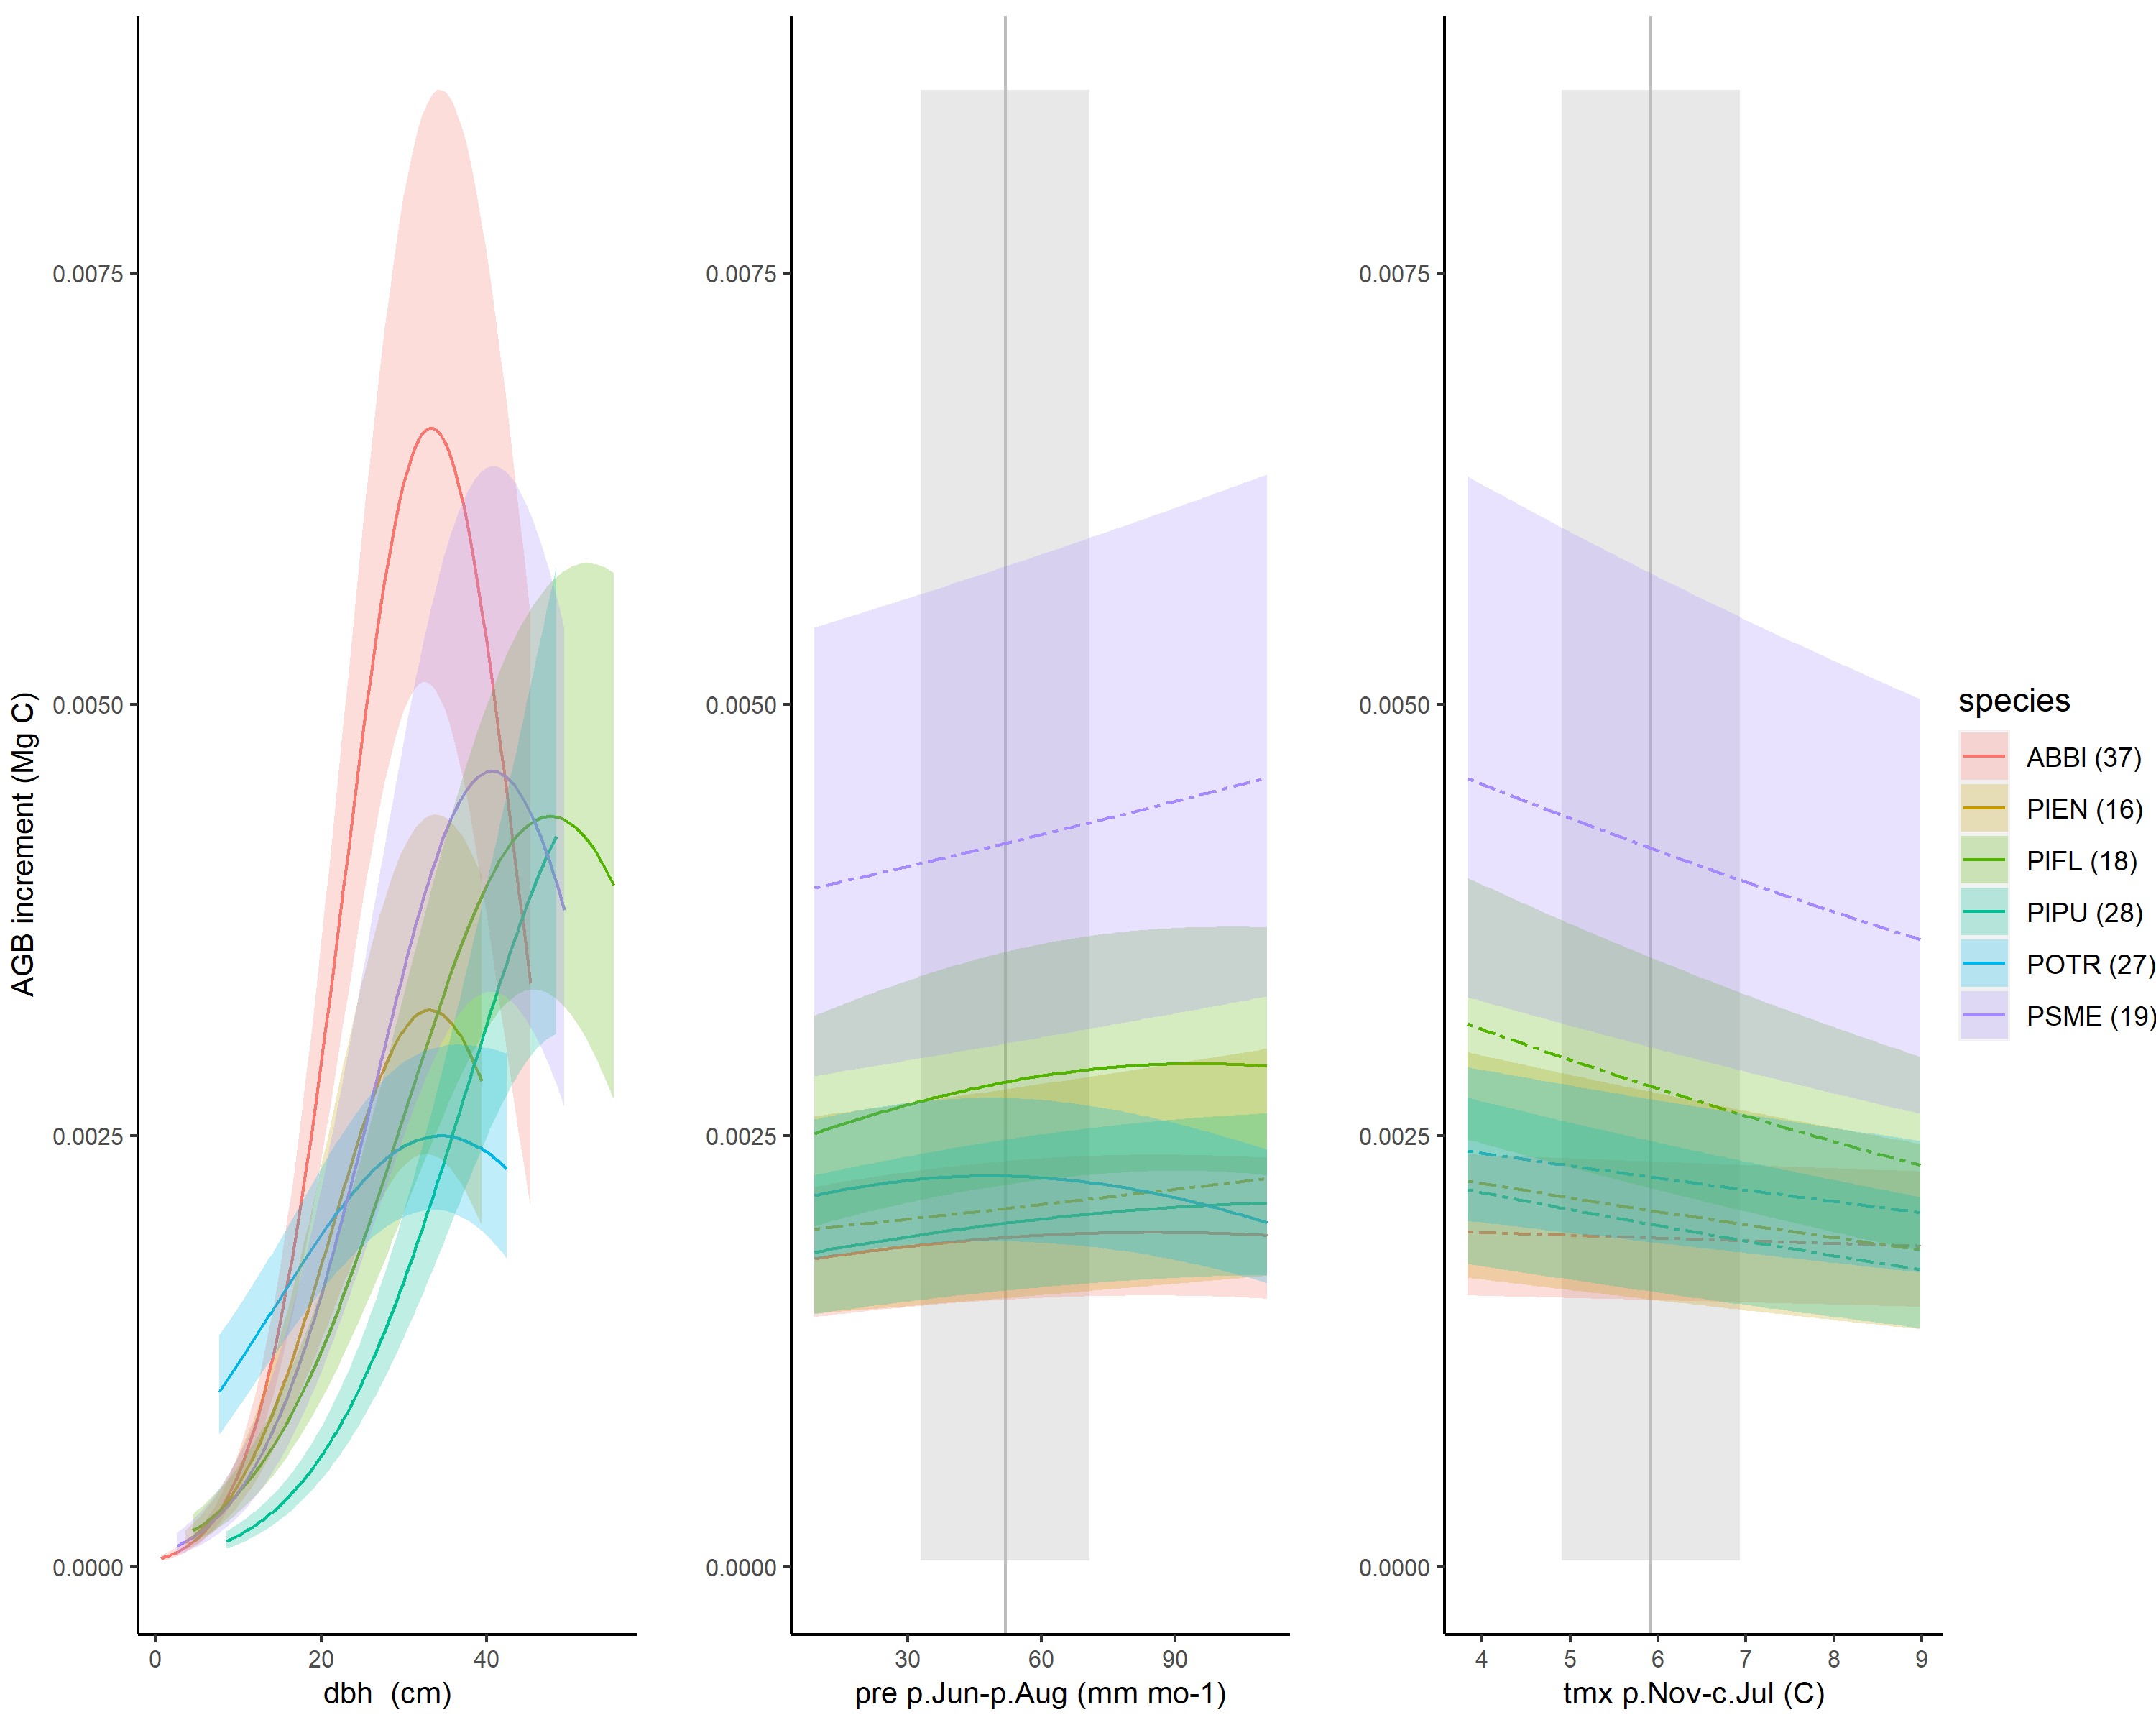 AGB increment (Mg C)
0.0075
0.0050
0.0025
0.0000
0 20 40
dbh  (cm)
0.0075
0.0050
0.0025
0.0000
30 60 90
pre p.Jun-p.Aug (mm mo-1)
0.0075
0.0050
0.0025
0.0000
4 5 6 7 8 9
tmx p.Nov-c.Jul (C)
species
ABBI (37)
PIEN (16)
PIFL (18)
PIPU (28)
POTR (27)
PSME (19)